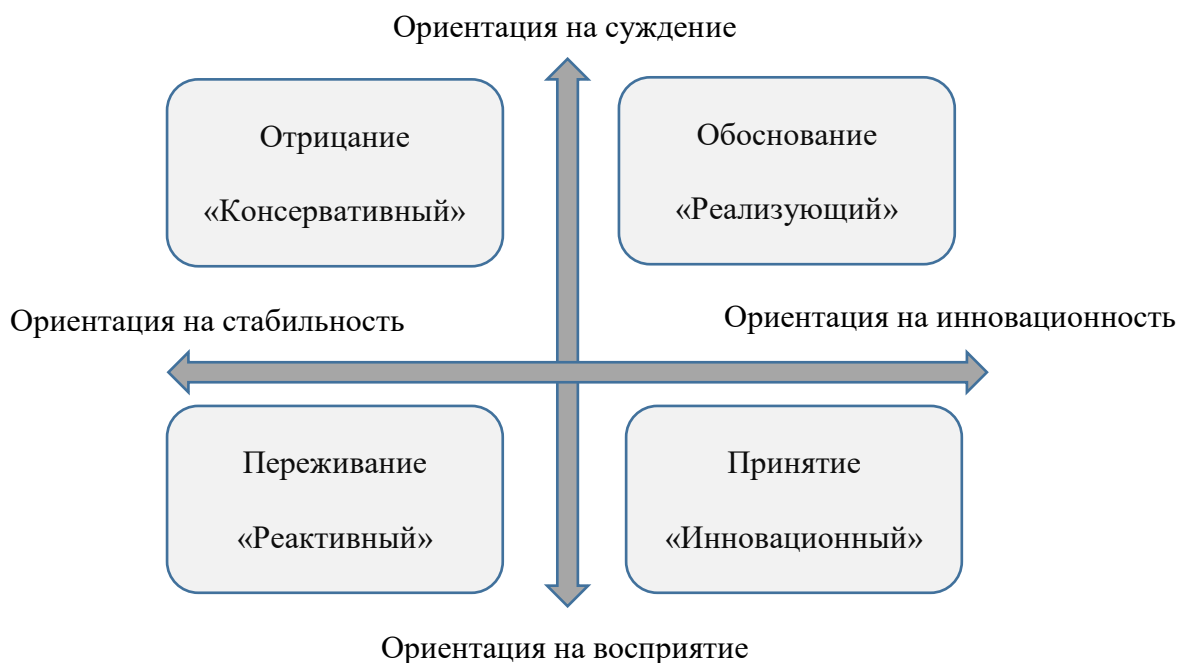 Ориентация на суждение
Отрицание
«Консервативный»
Обоснование
«Реализующий»
Ориентация на стабильность
Ориентация на инновационность
Переживание
«Реактивный»
Принятие
«Инновационный»
Ориентация на восприятие